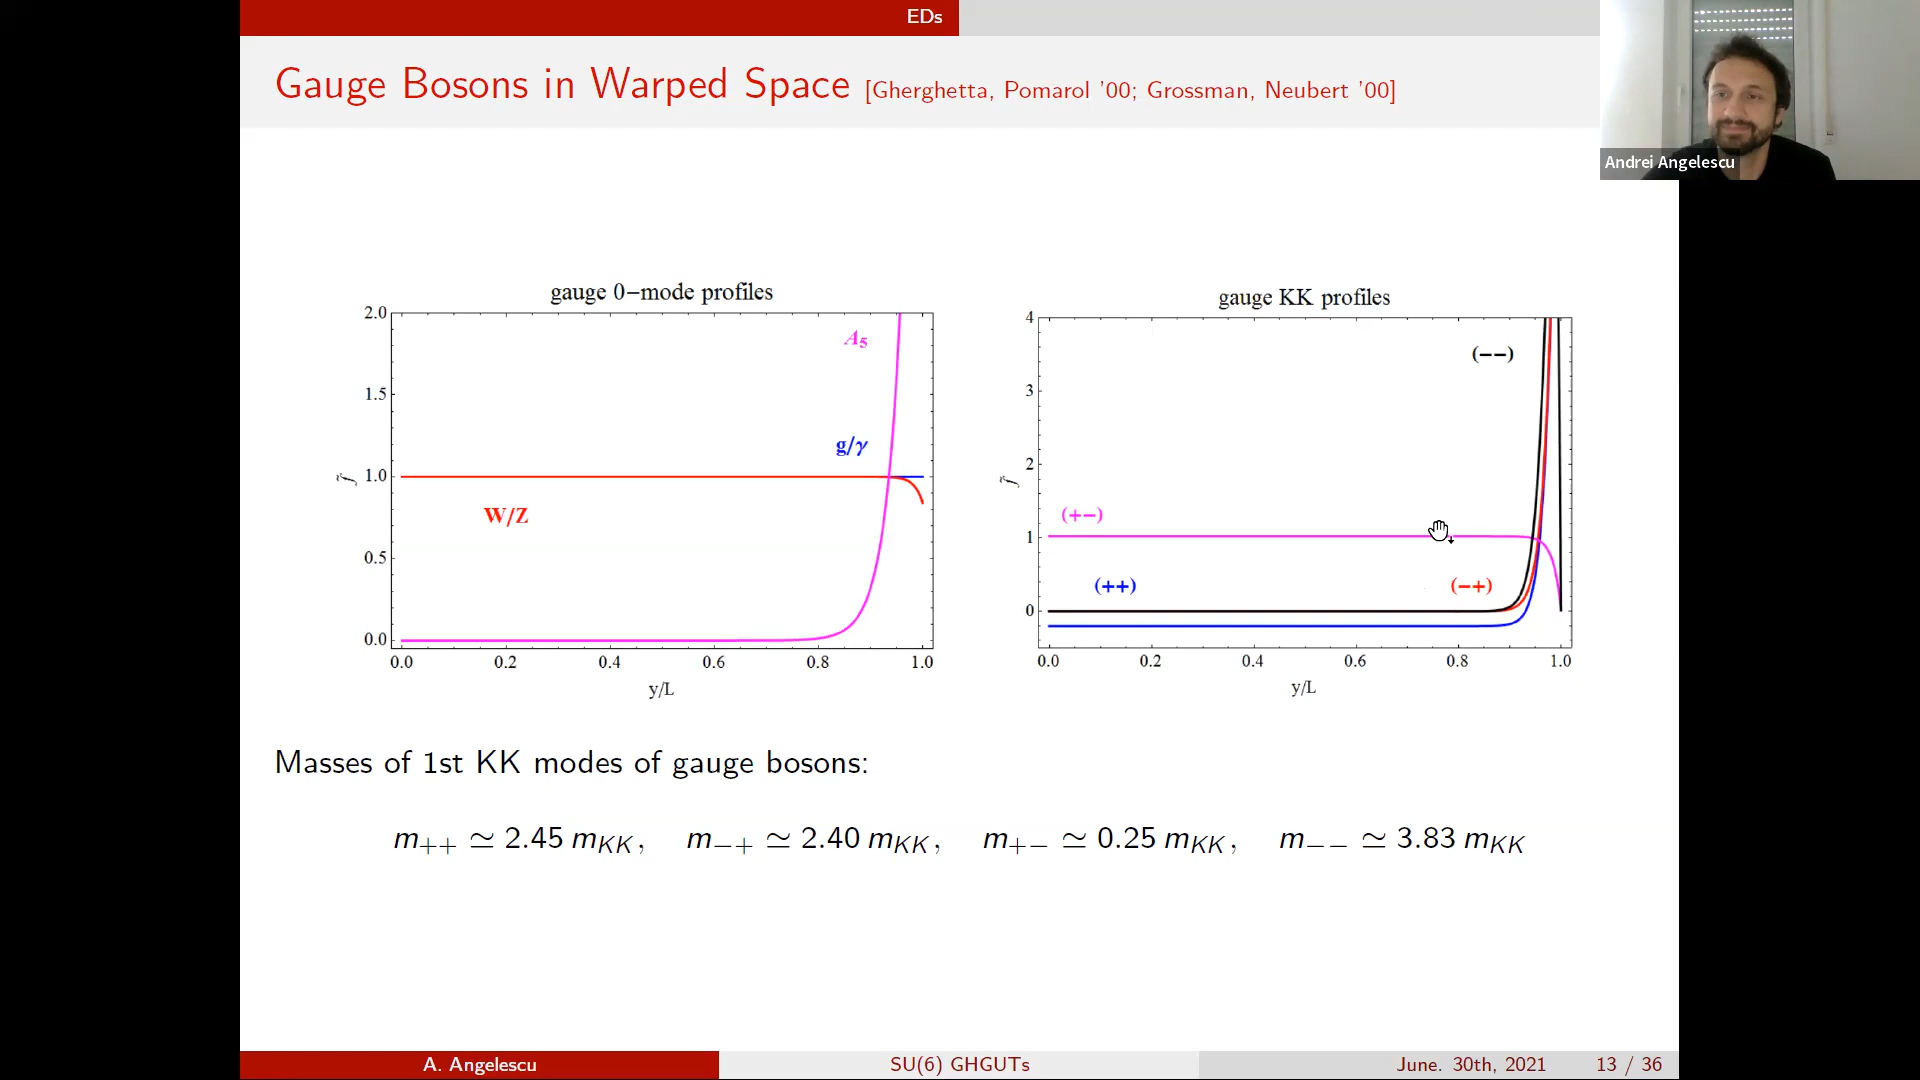 EDs
Gauge Bosons in Warped Space [Gherghetta, Pomarol '00; Grossman, Neubert '00]
Andrei Angelescu
gauge 0−mode profiles
2.0
1.5
1.0
0.5
0.0
f̃
A₅
g/γ
W/Z
0.0 0.2 0.4 0.6 0.8 1.0
y/L
gauge KK profiles
4
3
2
1
0
f̃
(−−)
(+−)
(++)
(−+)
0.0 0.2 0.4 0.6 0.8 1.0
y/L
Masses of 1st KK modes of gauge bosons:
m₊₊ ≃ 2.45 m_KK, m₋₊ ≃ 2.40 m_KK, m₊₋ ≃ 0.25 m_KK, m₋₋ ≃ 3.83 m_KK
A. Angelescu SU(6) GHGUTs June. 30th, 2021 13 / 36